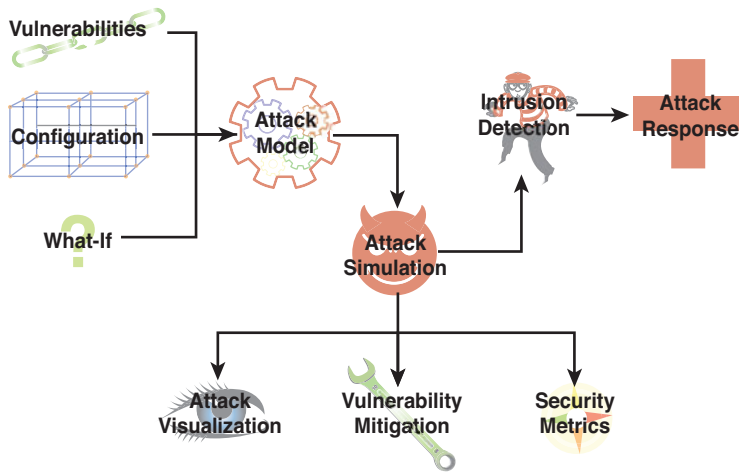 Vulnerabilities
Configuration
What-If
Attack
Model
Attack
Simulation
Intrusion
Detection
Attack
Response
Attack
Visualization
Vulnerability
Mitigation
Security
Metrics